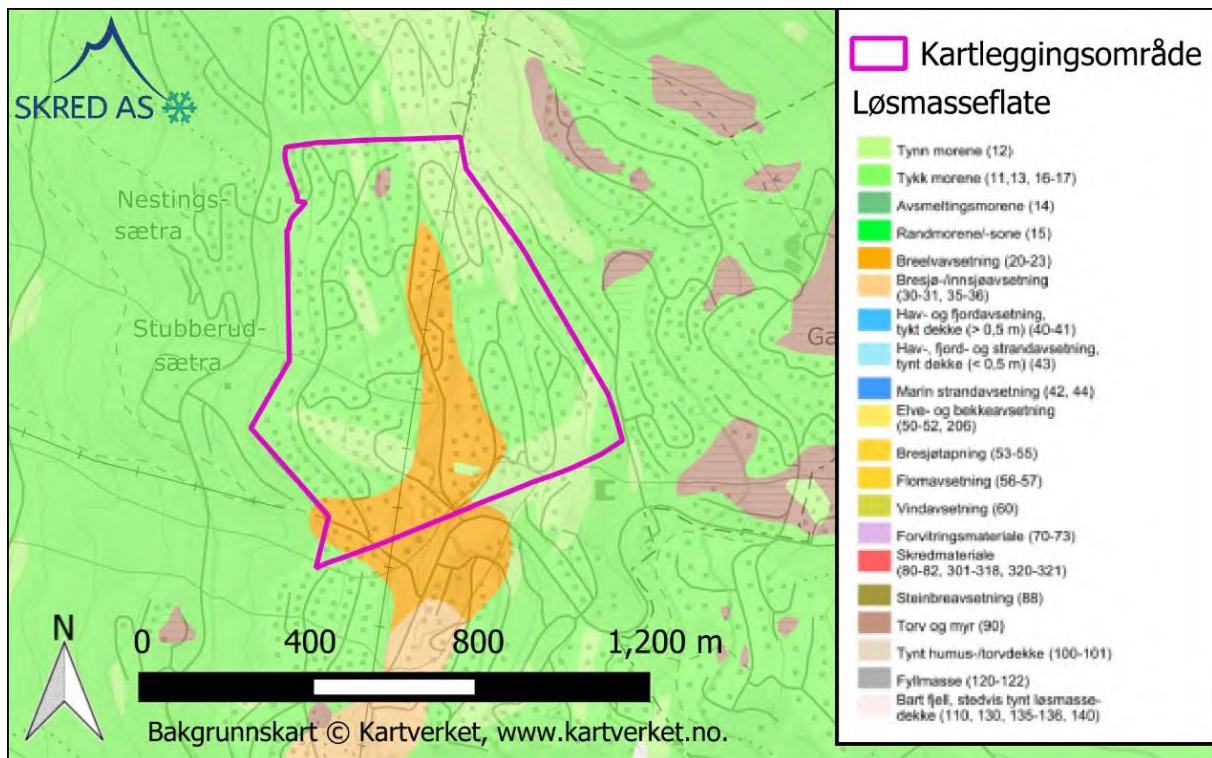 SKRED AS
Nestings-
sætra
Stubberud-
sætra
Ga
N
0 400 800 1,200 m
Bakgrunnskart © Kartverket, www.kartverket.no.
Kartleggingsområde
Løsmasseflate
Tynn morene (12)
Tykk morene (11,13, 16-17)
Avsmeltingsmorene (14)
Randmorene/-sone (15)
Breelvavsetning (20-23)
Bresjø-/innsjøavsetning
(30-31, 35-36)
Hav- og fjordavsetning,
tykt dekke (> 0,5 m) (40-41)
Hav-, fjord- og strandavsetning,
tynt dekke (< 0,5 m) (43)
Marin strandavsetning (42, 44)
Elve- og bekkeavsetning
(50-52, 206)
Bresjøtapning (53-55)
Flomavsetning (56-57)
Vindavsetning (60)
Forvitringsmateriale (70-73)
Skredmateriale
(80-82, 301-318, 320-321)
Steinbreavsetning (88)
Torv og myr (90)
Tynt humus-/torvdekke (100-101)
Fyllmasse (120-122)
Bart fjell, stedvis tynt løsmasse-
dekke (110, 130, 135-136, 140)